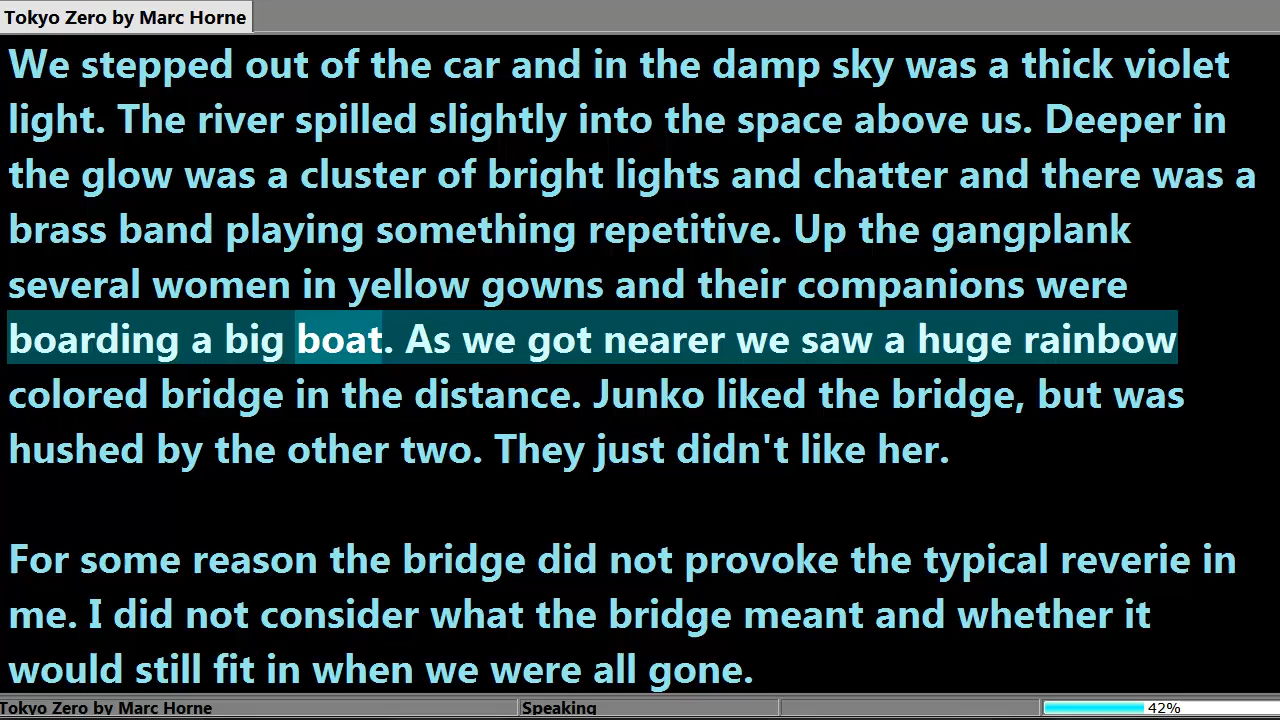 Tokyo Zero by Marc Horne
We stepped out of the car and in the damp sky was a thick violet
light. The river spilled slightly into the space above us. Deeper in
the glow was a cluster of bright lights and chatter and there was a
brass band playing something repetitive. Up the gangplank
several women in yellow gowns and their companions were
boarding a big boat. As we got nearer we saw a huge rainbow
colored bridge in the distance. Junko liked the bridge, but was
hushed by the other two. They just didn't like her.
For some reason the bridge did not provoke the typical reverie in
me. I did not consider what the bridge meant and whether it
would still fit in when we were all gone.
Tokyo Zero by Marc Horne Speaking 42%